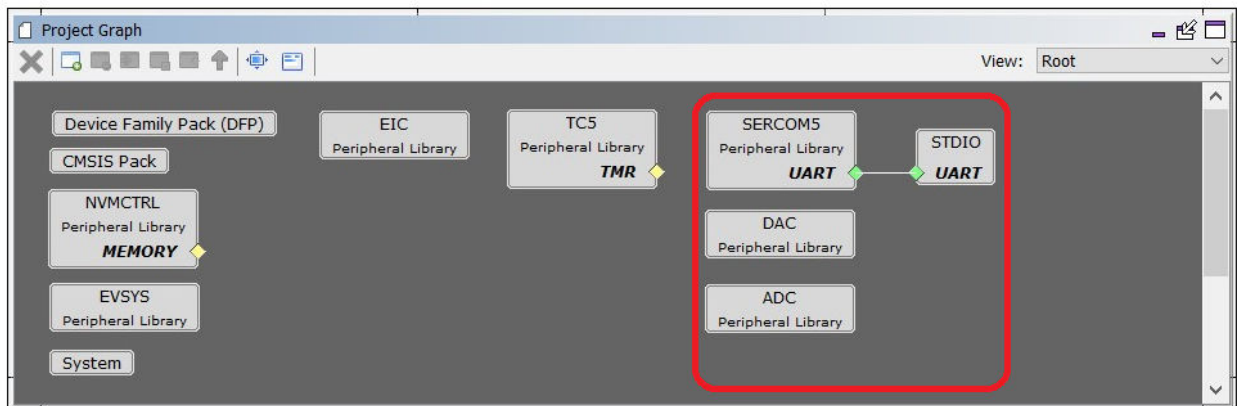 Project Graph
View: Root
Device Family Pack (DFP)
CMSIS Pack
NVMCTRL
Peripheral Library
MEMORY
EVSYS
Peripheral Library
System
EIC
Peripheral Library
TC5
Peripheral Library
TMR
SERCOM5
Peripheral Library
UART
STDIO
UART
DAC
Peripheral Library
ADC
Peripheral Library